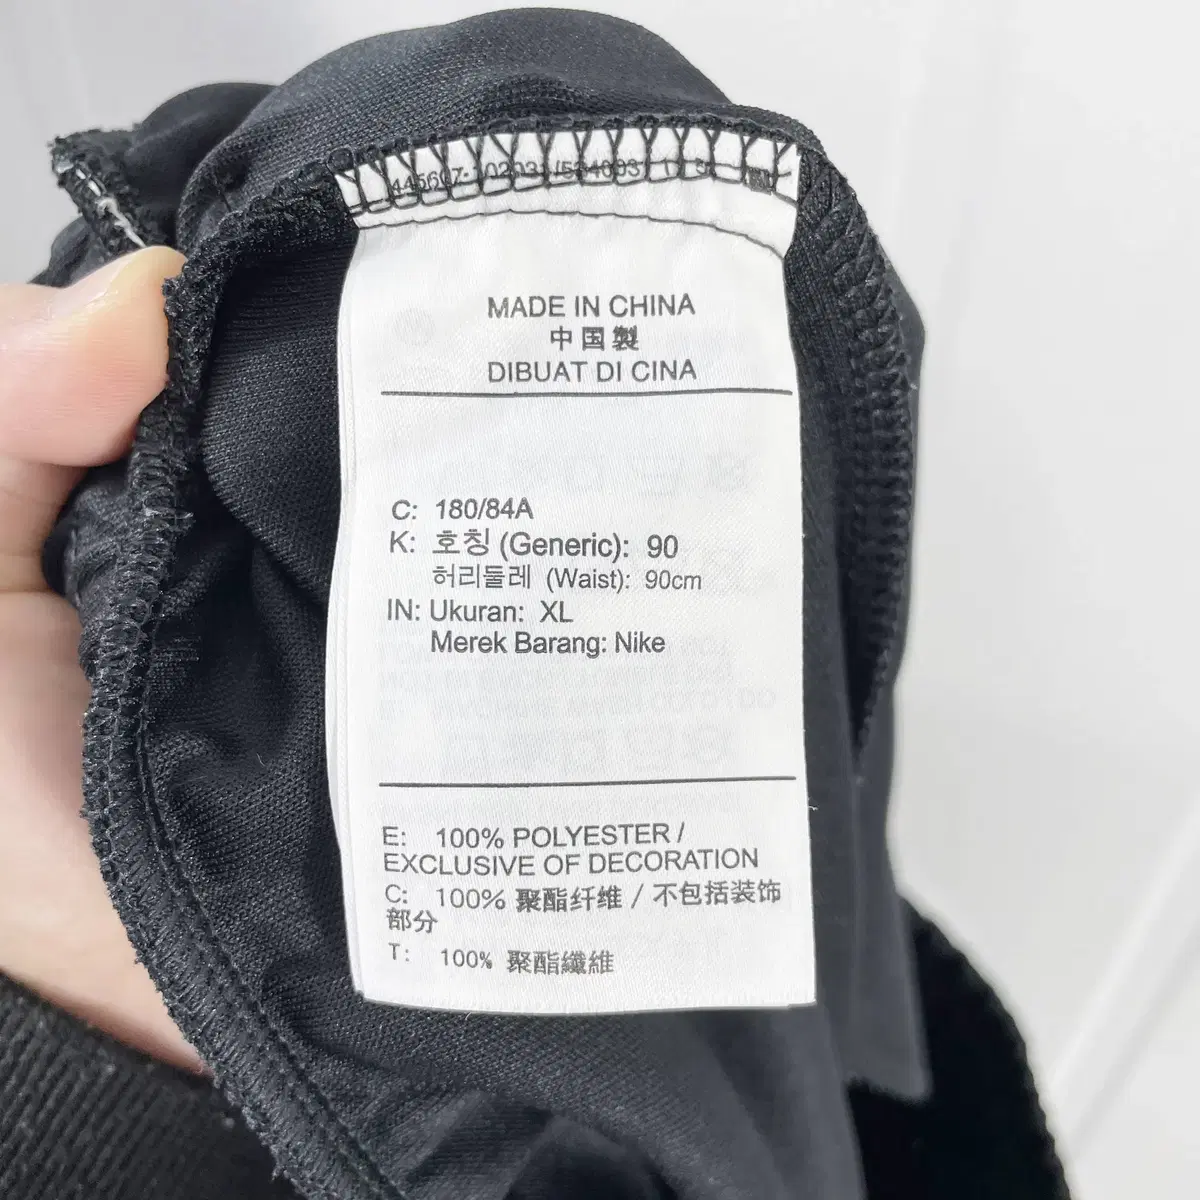 MADE IN CHINA
中国製
DIBUAT DI CINA
C: 180/84A
K: 호칭 (Generic): 90
허리둘레 (Waist): 90cm
IN: Ukuran: XL
Merek Barang: Nike
E: 100% POLYESTER /
EXCLUSIVE OF DECORATION
C: 100% 聚酯纤维 / 不包括装饰
部分
T: 100% 聚酯纖維